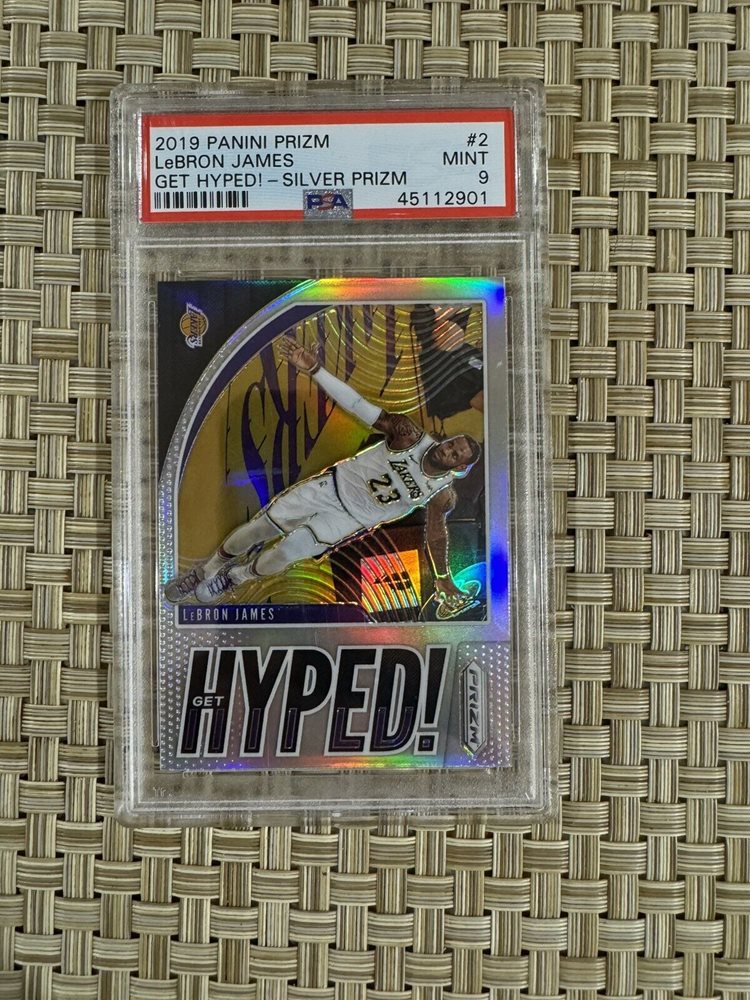 2019 PANINI PRIZM #2
LeBRON JAMES MINT
GET HYPED! – SILVER PRIZM 9
PSA 45112901
LAKERS
LAKERS
23
LeBRON JAMES
GET
HYPED!
PRIZM